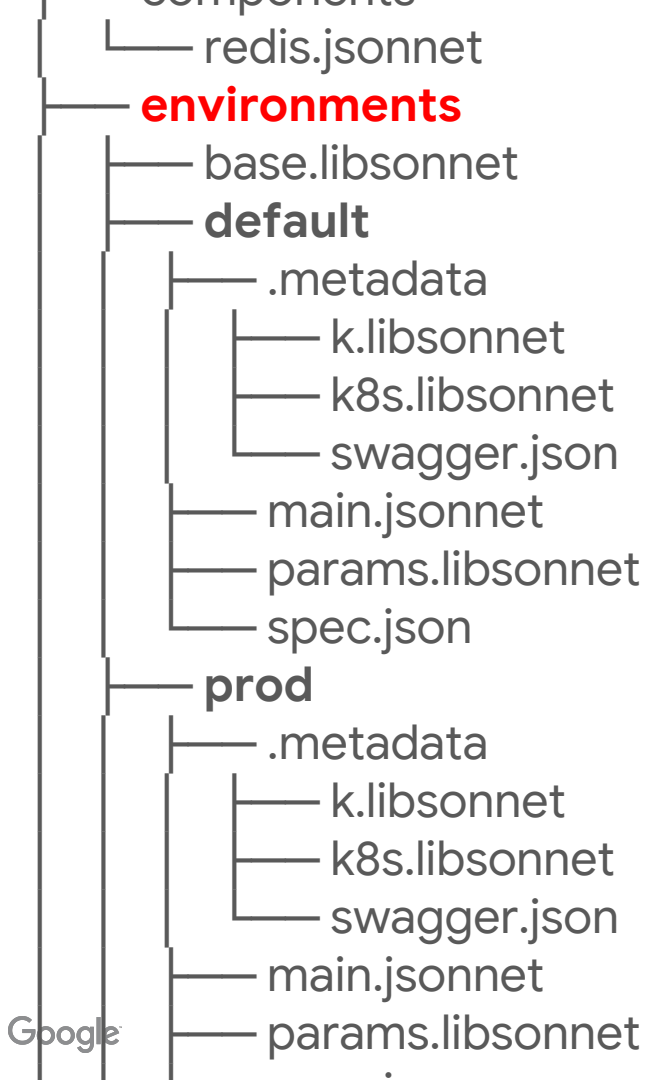 redis.jsonnet
environments
base.libsonnet
default
.metadata
k.libsonnet
k8s.libsonnet
swagger.json
main.jsonnet
params.libsonnet
spec.json
prod
.metadata
k.libsonnet
k8s.libsonnet
swagger.json
main.jsonnet
params.libsonnet
Google